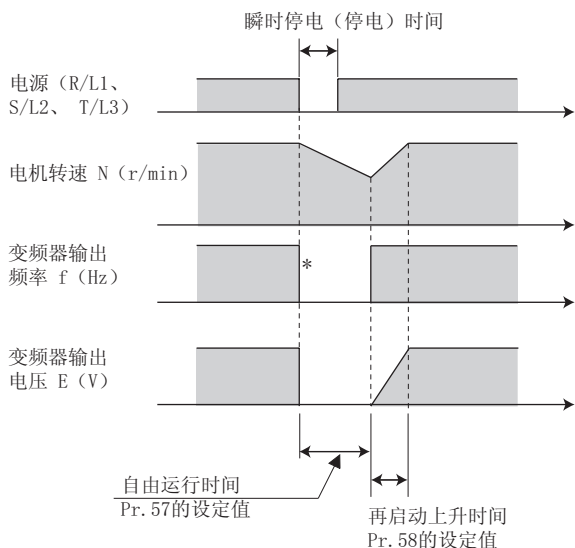 瞬时停电（停电）时间
电源（R/L1、
S/L2、 T/L3）
电机转速 N（r/min）
变频器输出
频率 f（Hz）
*
变频器输出
电压 E（V）
自由运行时间
Pr.57的设定值
再启动上升时间
Pr.58的设定值